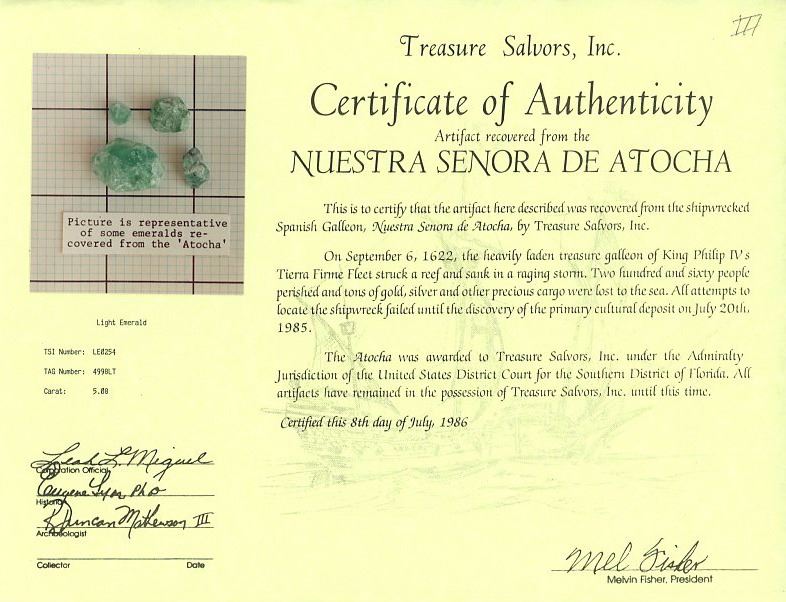 III
Treasure Salvors, Inc.
Certificate of Authenticity
Artifact recovered from the
NUESTRA SENORA DE ATOCHA
Picture is representative
of some emeralds re-
covered from the 'Atocha'
This is to certify that the artifact here described was recovered from the shipwrecked
Spanish Galleon, Nuestra Senora de Atocha, by Treasure Salvors, Inc.
On September 6, 1622, the heavily laden treasure galleon of King Philip IV's
Tierra Firme Fleet struck a reef and sank in a raging storm. Two hundred and sixty people
perished and tons of gold, silver and other precious cargo were lost to the sea. All attempts to
locate the shipwreck failed until the discovery of the primary cultural deposit on July 20th,
1985.
The Atocha was awarded to Treasure Salvors, Inc. under the Admiralty
Jurisdiction of the United States District Court for the Southern District of Florida. All
artifacts have remained in the possession of Treasure Salvors, Inc. until this time.
Certified this 8th day of July, 1986
Light Emerald
TSI Number: LE0254
TAG Number: 4998LT
Carat: 5.08
Leah L. Miguel
Corporation Official
Eugene Lyon PhD
Historian
R Duncan Mathewson III
Archaeologist
Collector Date
Mel Fisher
Melvin Fisher, President